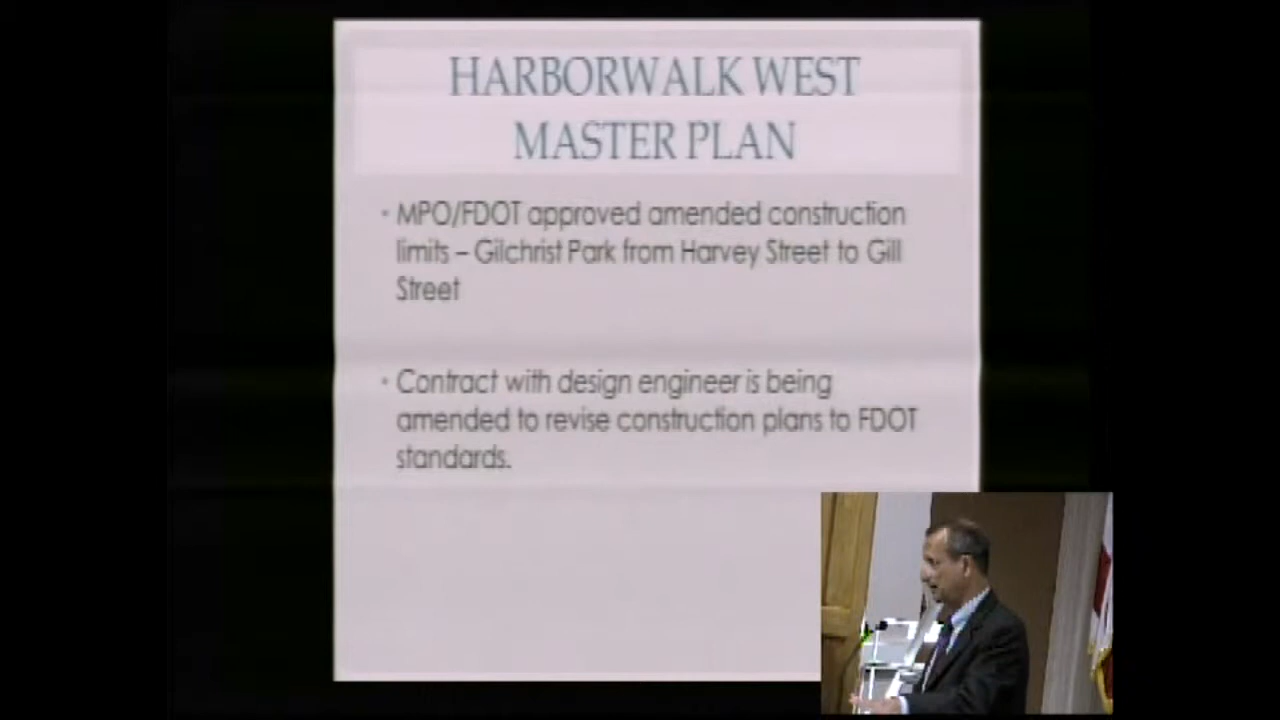 HARBORWALK WEST
MASTER PLAN
• MPO/FDOT approved amended construction
limits – Gilchrist Park from Harvey Street to Gill
Street
• Contract with design engineer is being
amended to revise construction plans to FDOT
standards.